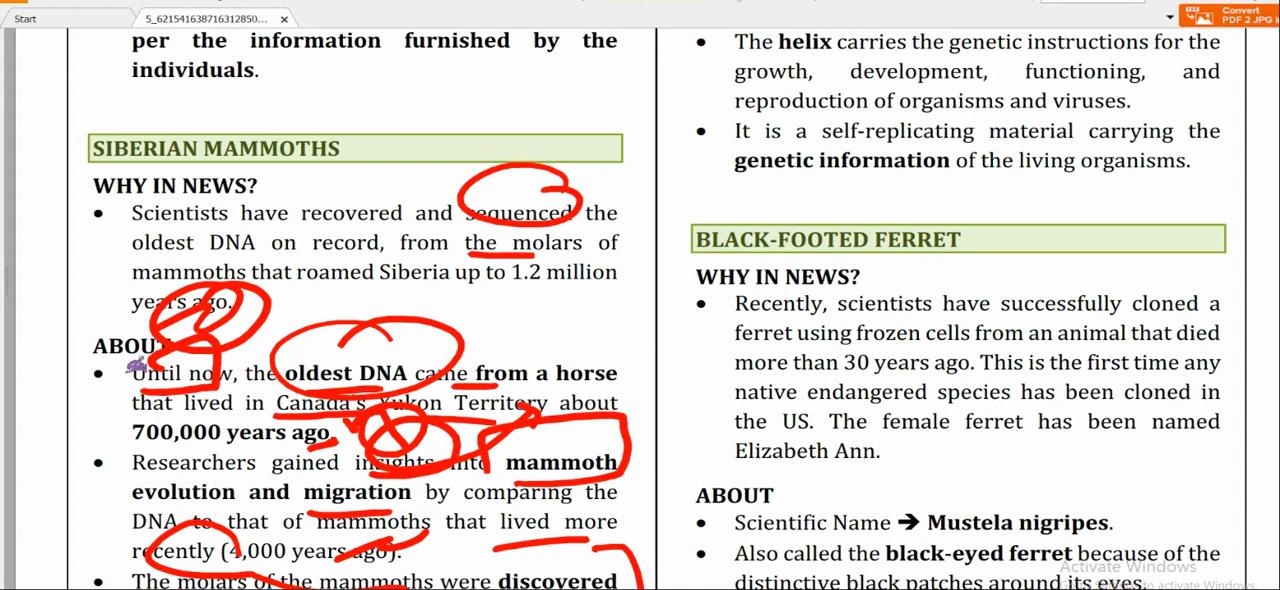 Start
5_621541638716312850...
Convert
PDF 2 JPG
per the information furnished by the
individuals.
SIBERIAN MAMMOTHS
WHY IN NEWS?
• Scientists have recovered and sequenced the
oldest DNA on record, from the molars of
mammoths that roamed Siberia up to 1.2 million
years ago.
ABOUT
• Until now, the oldest DNA came from a horse
that lived in Canada's Yukon Territory about
700,000 years ago.
• Researchers gained insights into mammoth
evolution and migration by comparing the
DNA to that of mammoths that lived more
recently (4,000 years ago).
• The molars of the mammoths were discovered
• The helix carries the genetic instructions for the
growth, development, functioning, and
reproduction of organisms and viruses.
• It is a self-replicating material carrying the
genetic information of the living organisms.
BLACK-FOOTED FERRET
WHY IN NEWS?
• Recently, scientists have successfully cloned a
ferret using frozen cells from an animal that died
more than 30 years ago. This is the first time any
native endangered species has been cloned in
the US. The female ferret has been named
Elizabeth Ann.
ABOUT
• Scientific Name ➔ Mustela nigripes.
• Also called the black-eyed ferret because of the
distinctive black patches around its eyes.
Activate Windows
to activate Windows.